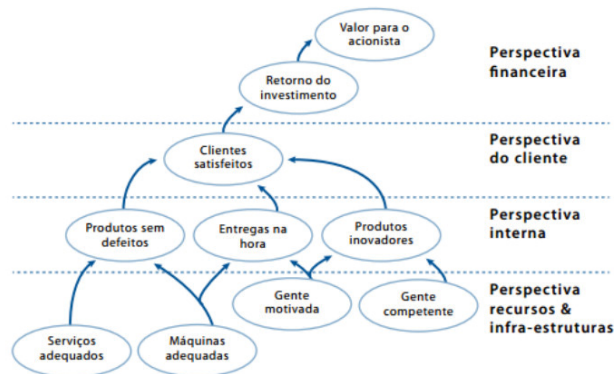 Valor para o
acionista
Perspectiva
financeira
Retorno do
investimento
Clientes
satisfeitos
Perspectiva
do cliente
Produtos sem
defeitos
Entregas na
hora
Produtos
inovadores
Perspectiva
interna
Gente
motivada
Gente
competente
Perspectiva
recursos &
infra-estruturas
Serviços
adequados
Máquinas
adequadas